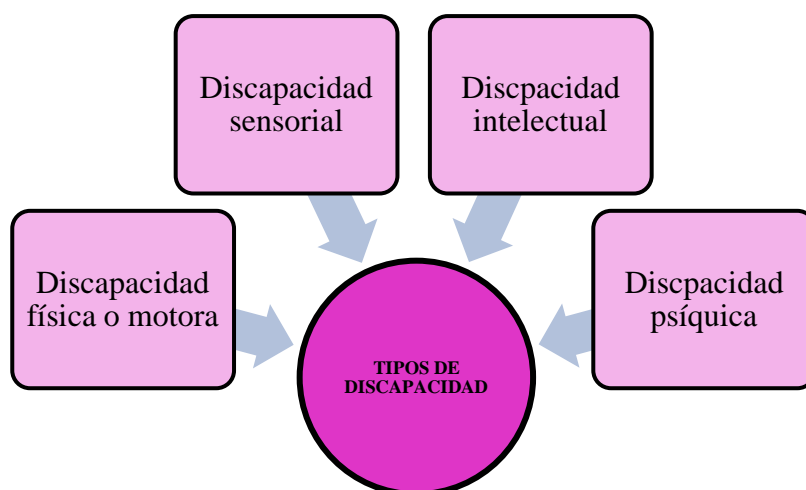 Discapacidad
sensorial
Discpacidad
intelectual
Discapacidad
física o motora
Discpacidad
psíquica
TIPOS DE
DISCAPACIDAD